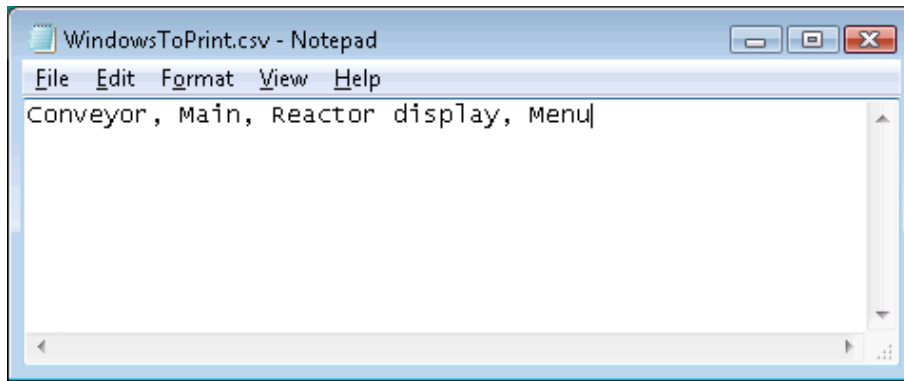 WindowsToPrint.csv - Notepad
File Edit Format View Help
Conveyor, Main, Reactor display, Menu